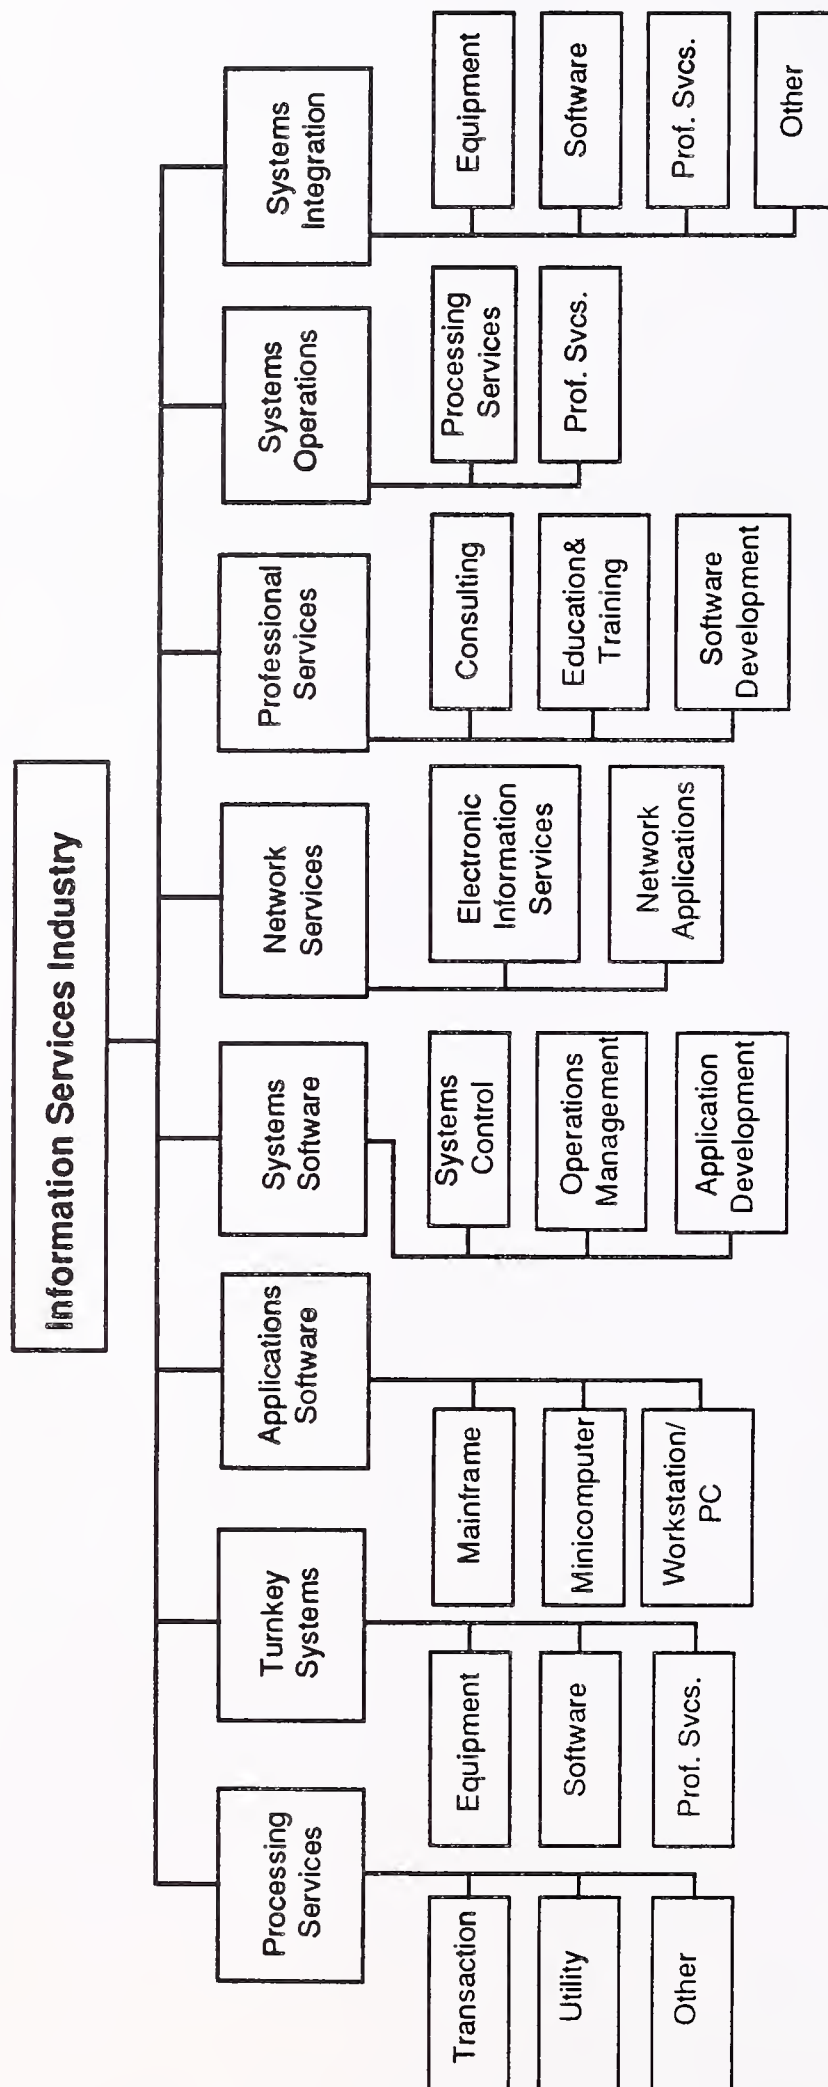 Information Services Industry
Processing
Services
Turnkey
Systems
Applications
Software
Systems
Software
Network
Services
Professional
Services
Systems
Operations
Systems
Integration
Transaction
Utility
Other
Equipment
Software
Prof. Svcs.
Mainframe
Minicomputer
Workstation/
PC
Systems
Control
Operations
Management
Application
Development
Electronic
Information
Services
Network
Applications
Consulting
Education&
Training
Software
Development
Processing
Services
Prof. Svcs.
Equipment
Software
Prof. Svcs.
Other